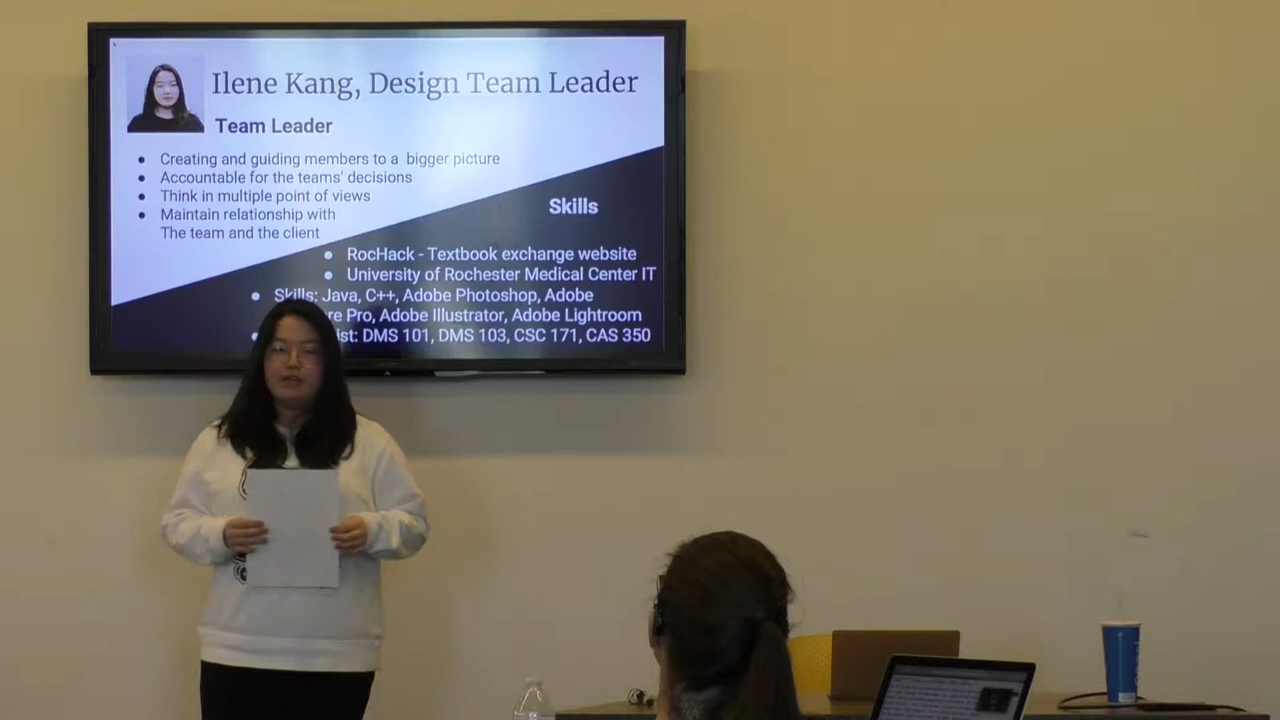 Ilene Kang, Design Team Leader
Team Leader
● Creating and guiding members to a bigger picture
● Accountable for the teams' decisions
● Think in multiple point of views
● Maintain relationship with
The team and the client
Skills
● RocHack - Textbook exchange website
● University of Rochester Medical Center IT
● Skills: Java, C++, Adobe Photoshop, Adobe
Pro, Adobe Illustrator, Adobe Lightroom
DMS 101, DMS 103, CSC 171, CAS 350